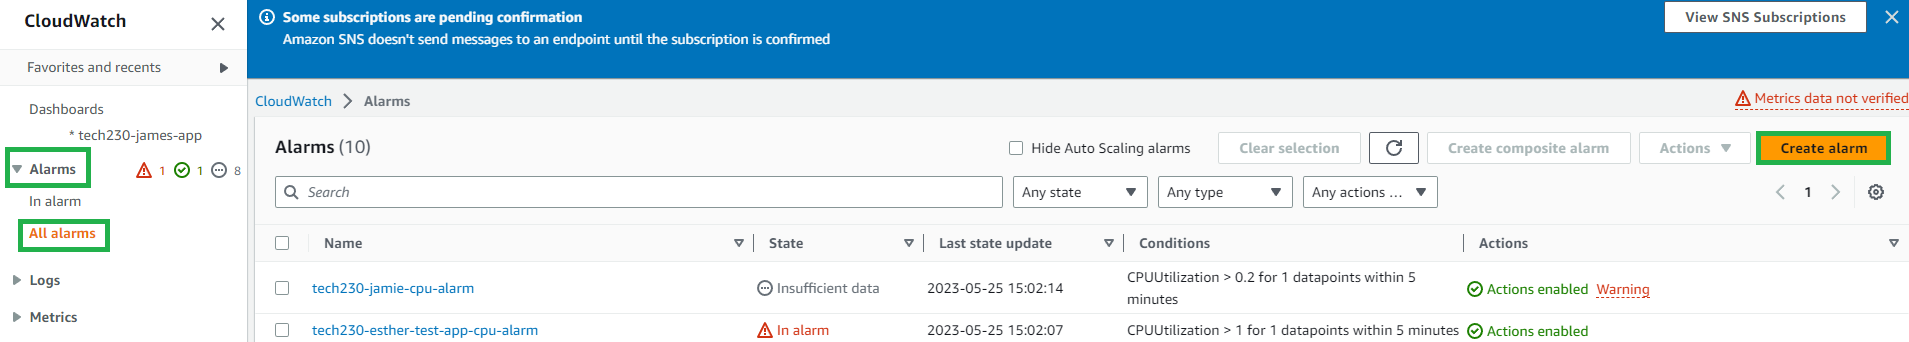 CloudWatch
Favorites and recents
Dashboards
* tech230-james-app
Alarms 1 1 8
In alarm
All alarms
Logs
Metrics
Some subscriptions are pending confirmation
Amazon SNS doesn't send messages to an endpoint until the subscription is confirmed
View SNS Subscriptions
CloudWatch Alarms
Metrics data not verified
Alarms (10)
Hide Auto Scaling alarms
Clear selection
Create composite alarm
Actions
Create alarm
Search
Any state
Any type
Any actions ...
1
Name State Last state update Conditions Actions
tech230-jamie-cpu-alarm Insufficient data 2023-05-25 15:02:14 CPUUtilization > 0.2 for 1 datapoints within 5
minutes
Actions enabled Warning
tech230-esther-test-app-cpu-alarm In alarm 2023-05-25 15:02:07 CPUUtilization > 1 for 1 datapoints within 5 minutes Actions enabled